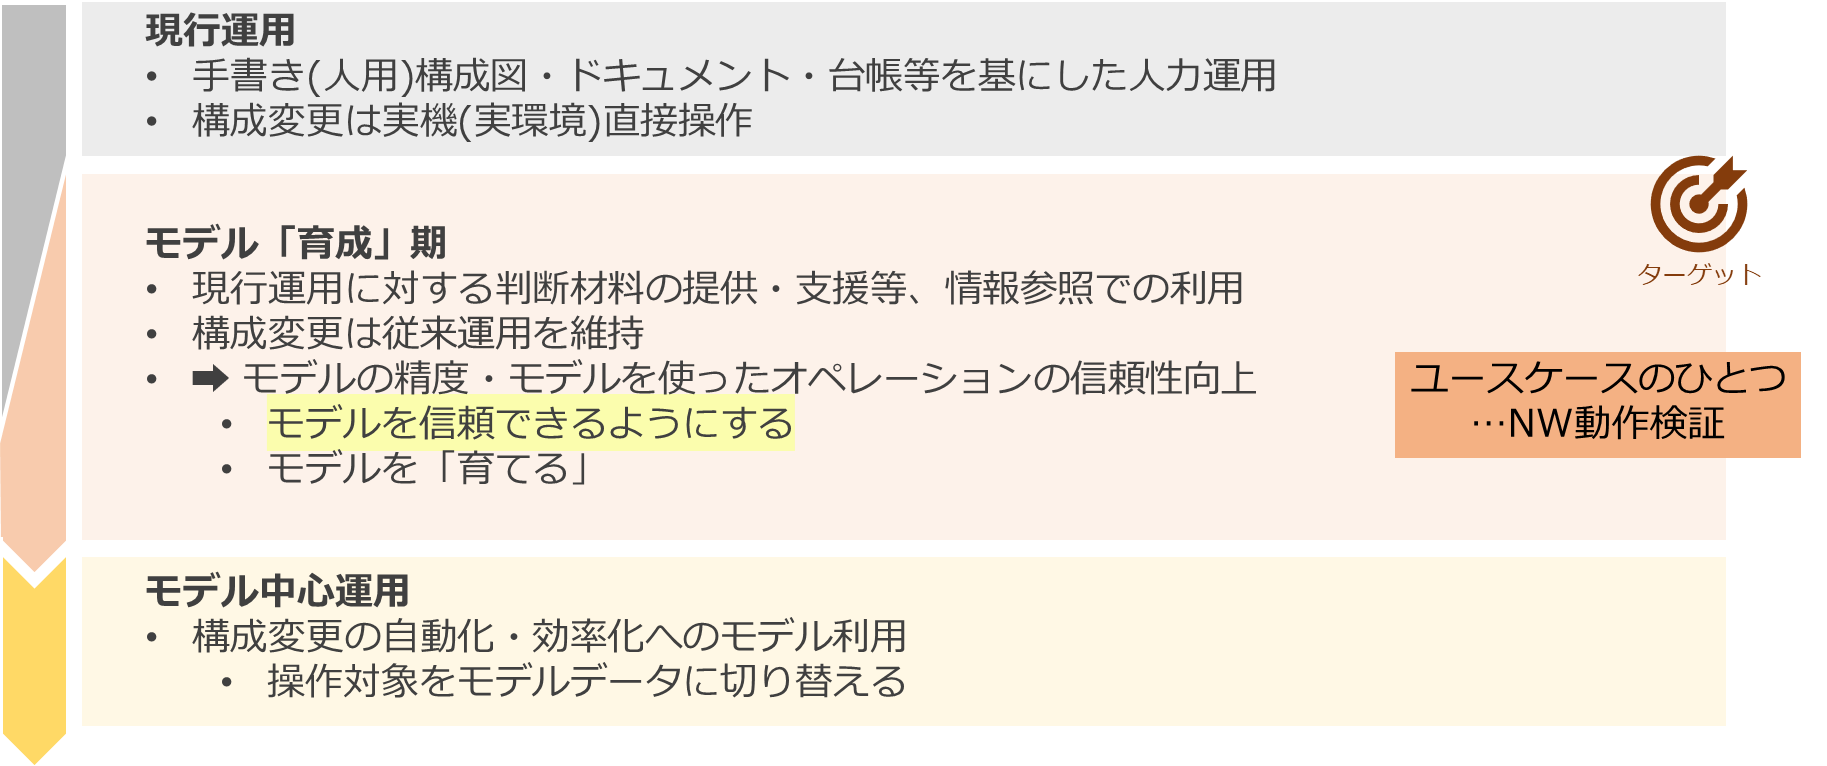 現行運用
• 手書き(人用)構成図・ドキュメント・台帳等を基にした人力運用
• 構成変更は実機(実環境)直接操作
モデル「育成」期
• 現行運用に対する判断材料の提供・支援等、情報参照での利用
• 構成変更は従来運用を維持
• ➡ モデルの精度・モデルを使ったオペレーションの信頼性向上
• モデルを信頼できるようにする
• モデルを「育てる」
ターゲット
ユースケースのひとつ
…NW動作検証
モデル中心運用
• 構成変更の自動化・効率化へのモデル利用
• 操作対象をモデルデータに切り替える